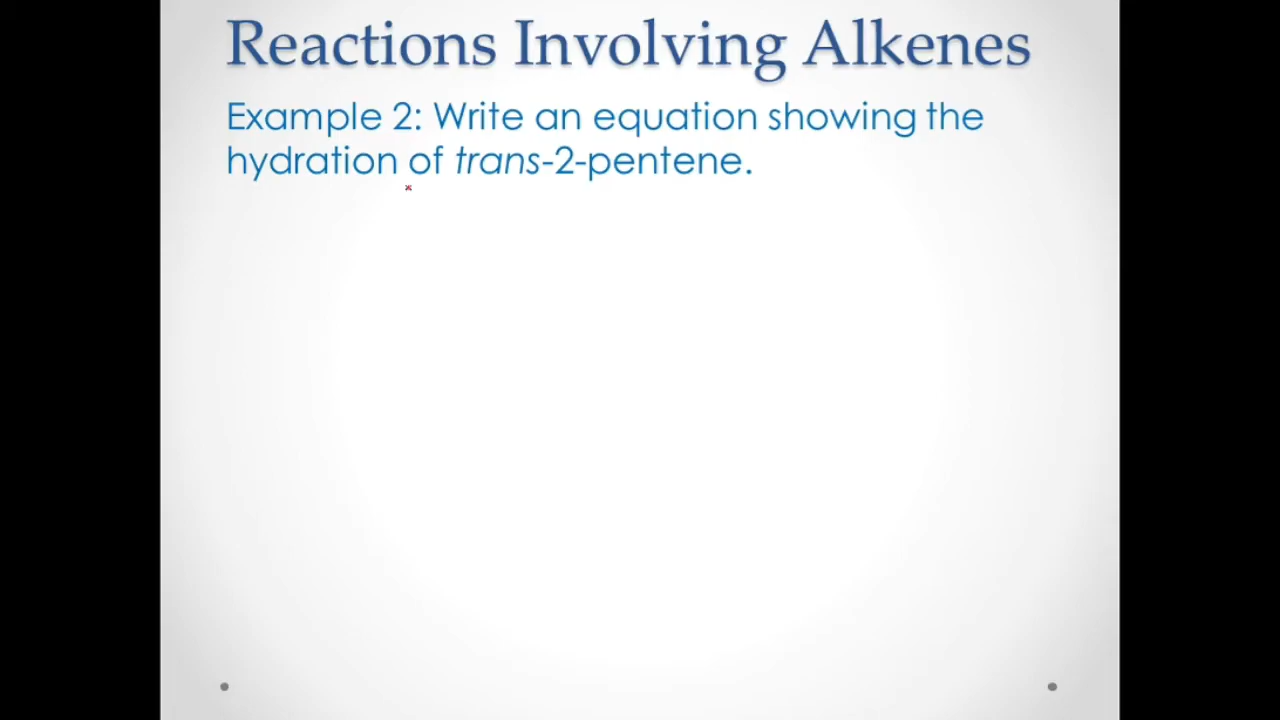 Reactions Involving Alkenes
Example 2: Write an equation showing the
hydration of trans-2-pentene.